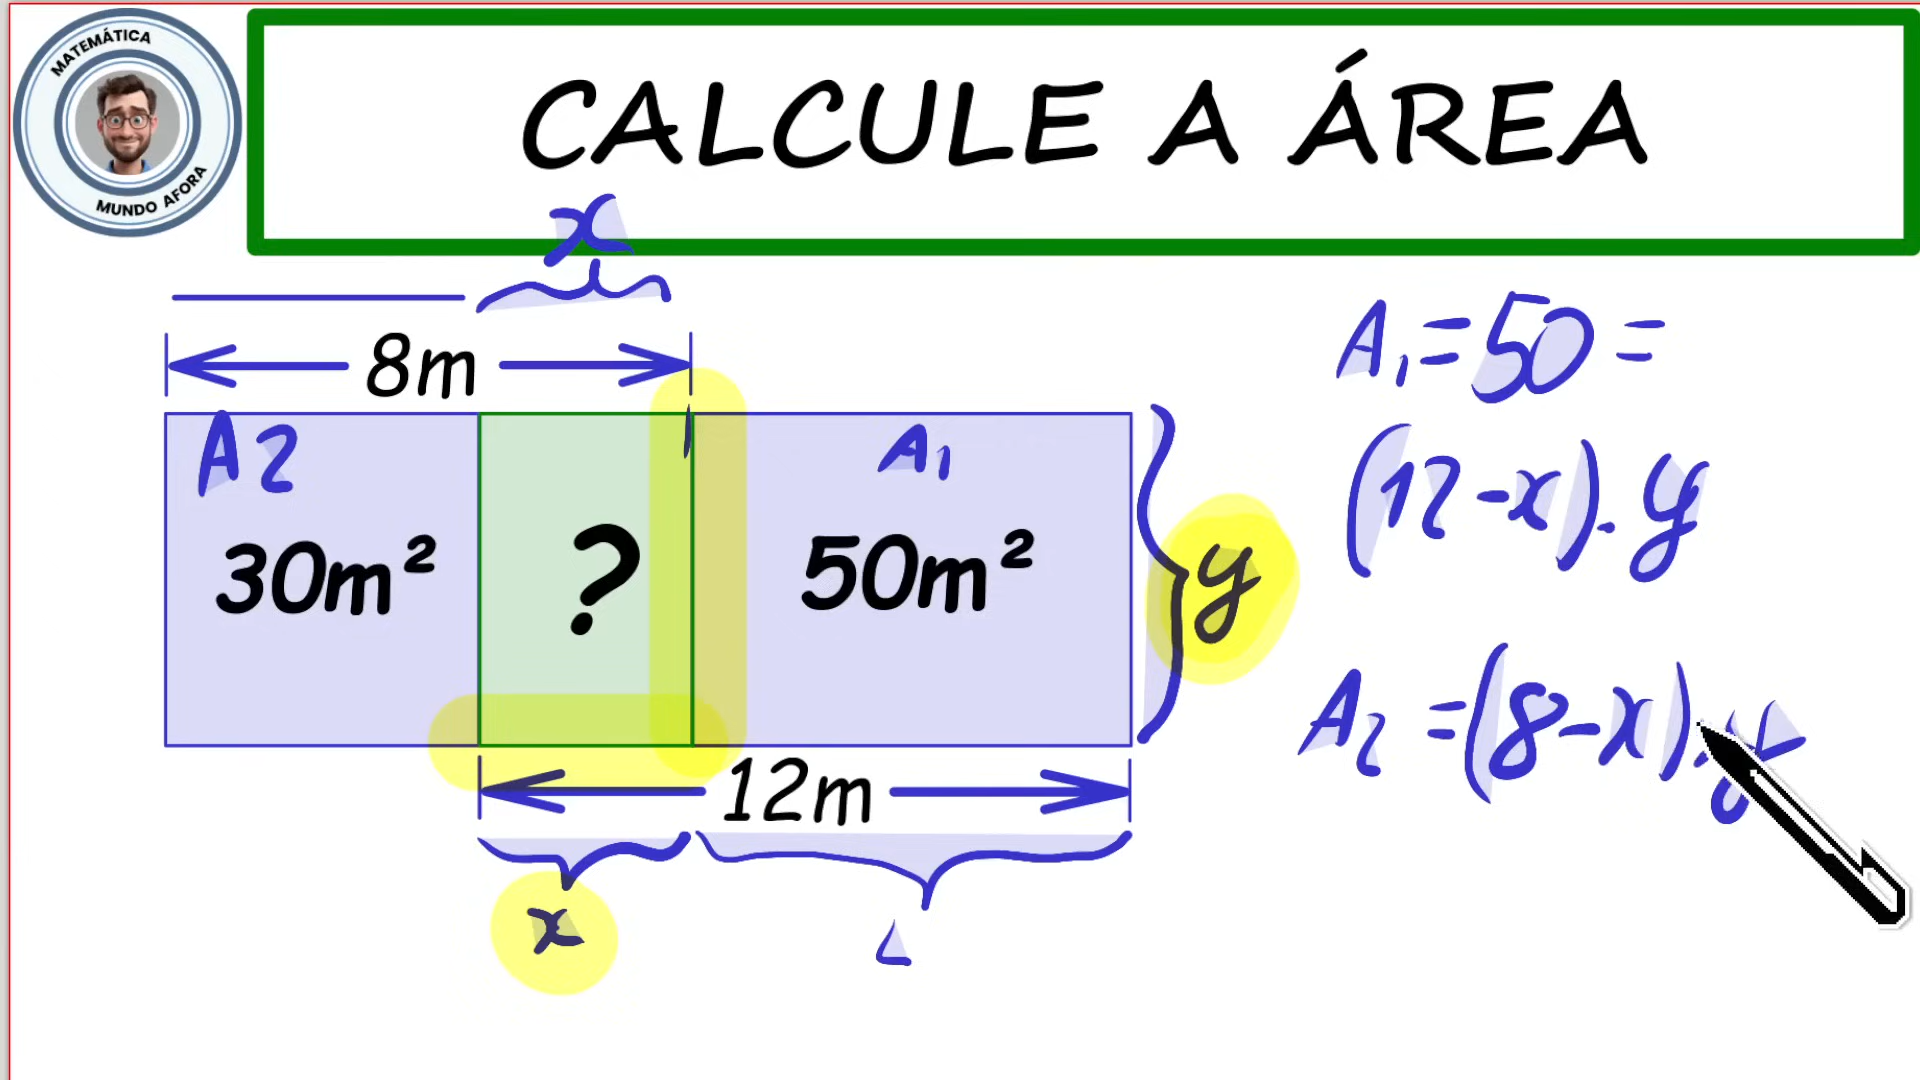 MATEMÁTICA
MUNDO AFORA
CALCULE A ÁREA
x
8m
A2
A1
30m²
?
50m²
y
12m
x
A1=50=
(12-x).y
A2=(8-x).y